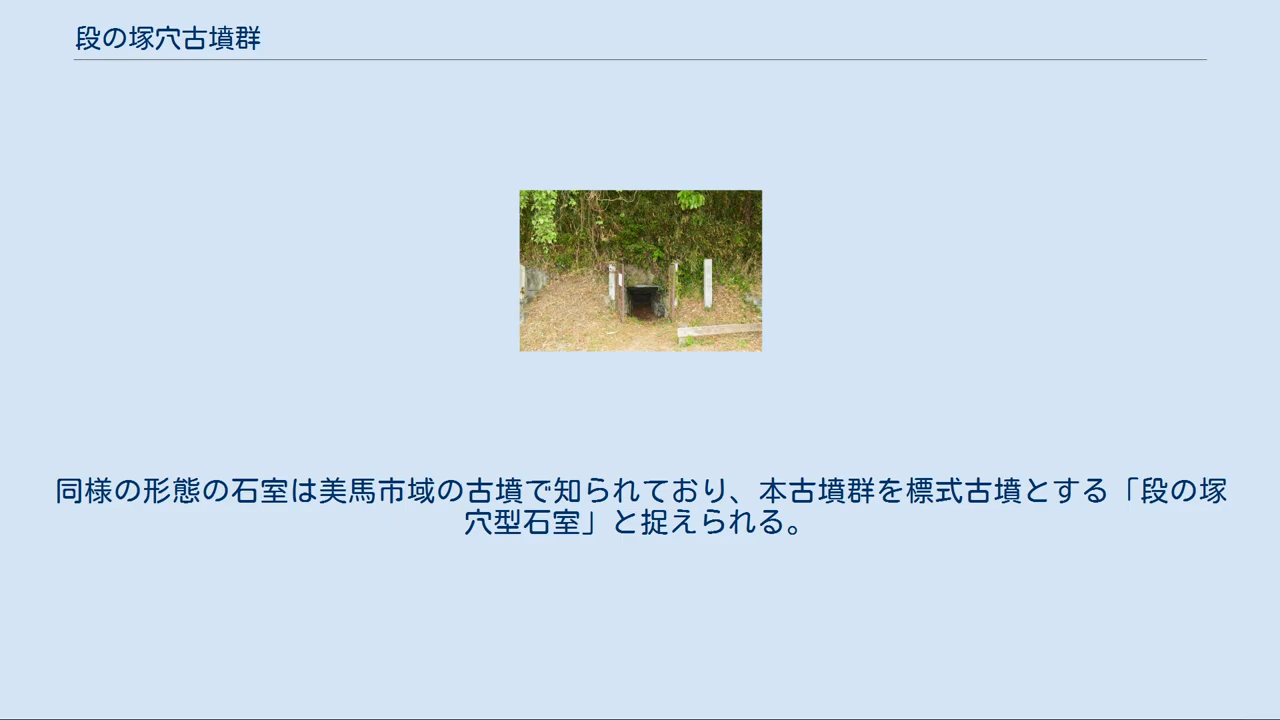 段の塚穴古墳群
同様の形態の石室は美馬市域の古墳で知られており、本古墳群を標式古墳とする「段の塚
穴型石室」と捉えられる。